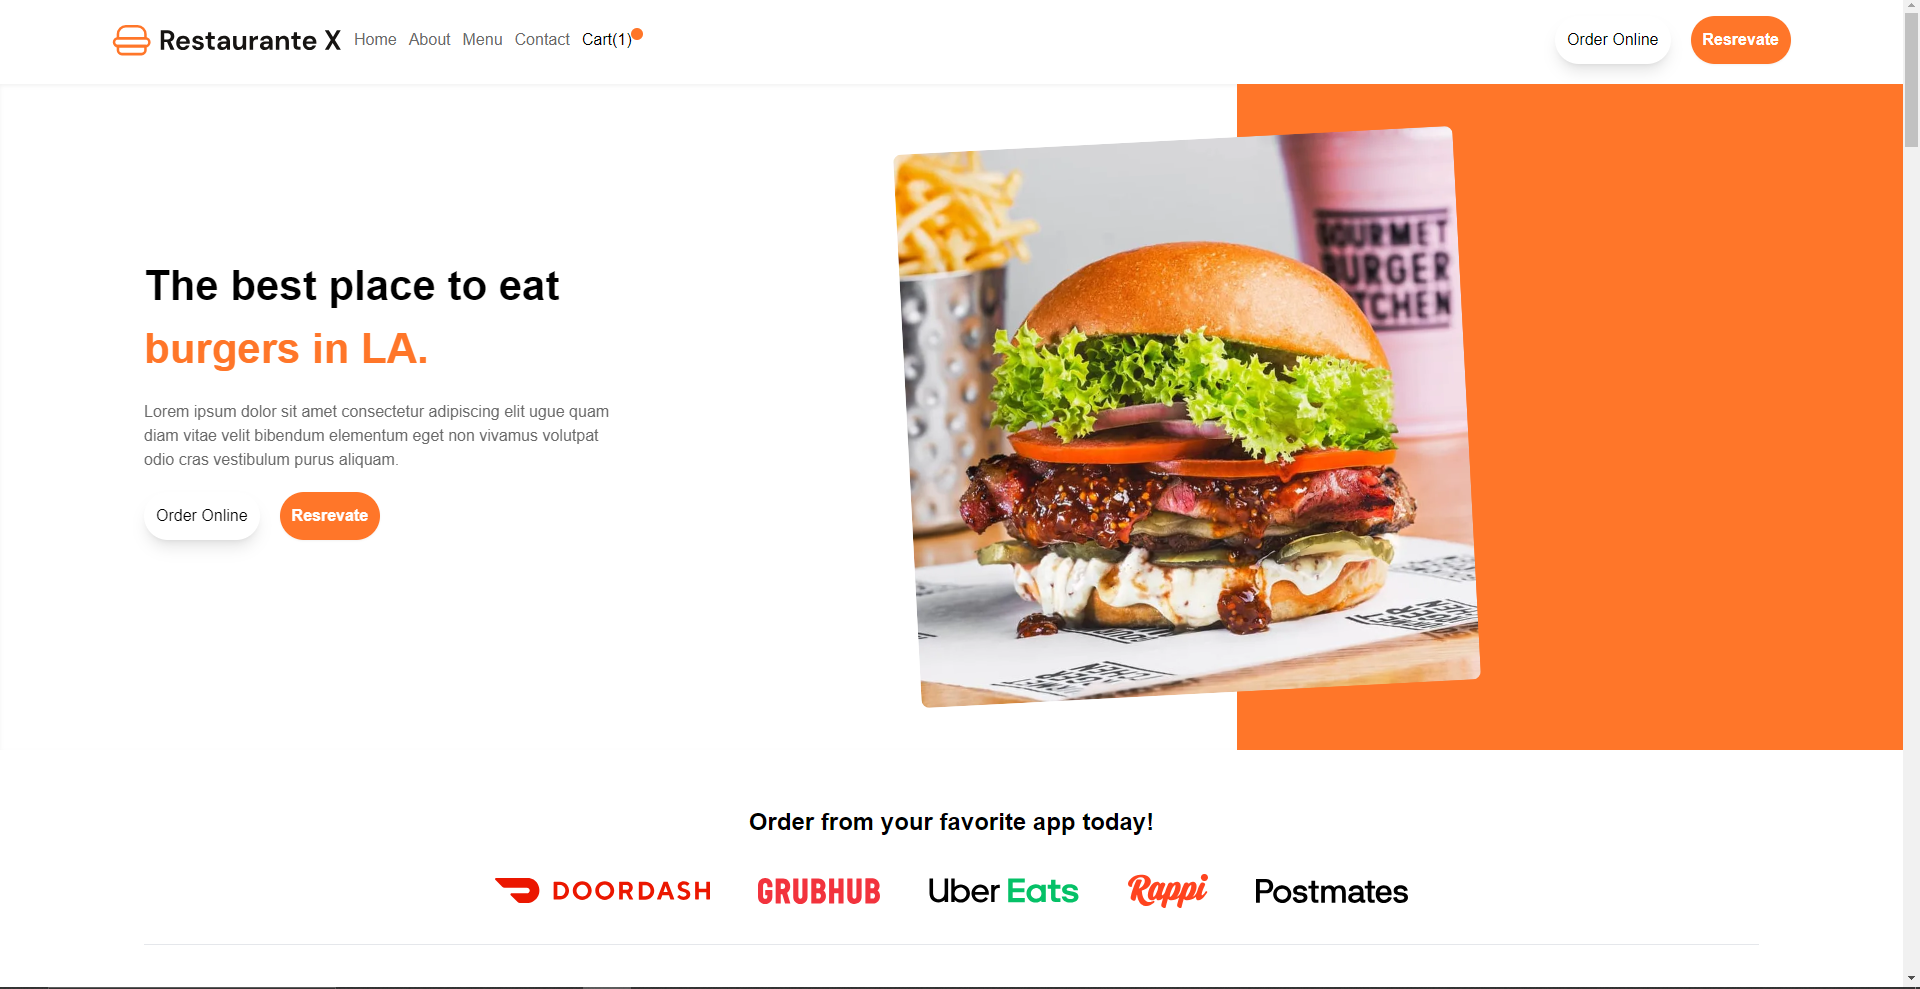 Restaurante X Home About Menu Contact Cart(1) Order Online Resrevate
GOURMET
BURGER
KITCHEN
The best place to eat
burgers in LA.
Lorem ipsum dolor sit amet consectetur adipiscing elit ugue quam
diam vitae velit bibendum elementum eget non vivamus volutpat
odio cras vestibulum purus aliquam.
Order Online Resrevate
Order from your favorite app today!
DOORDASH GRUBHUB Uber Eats Rappi Postmates